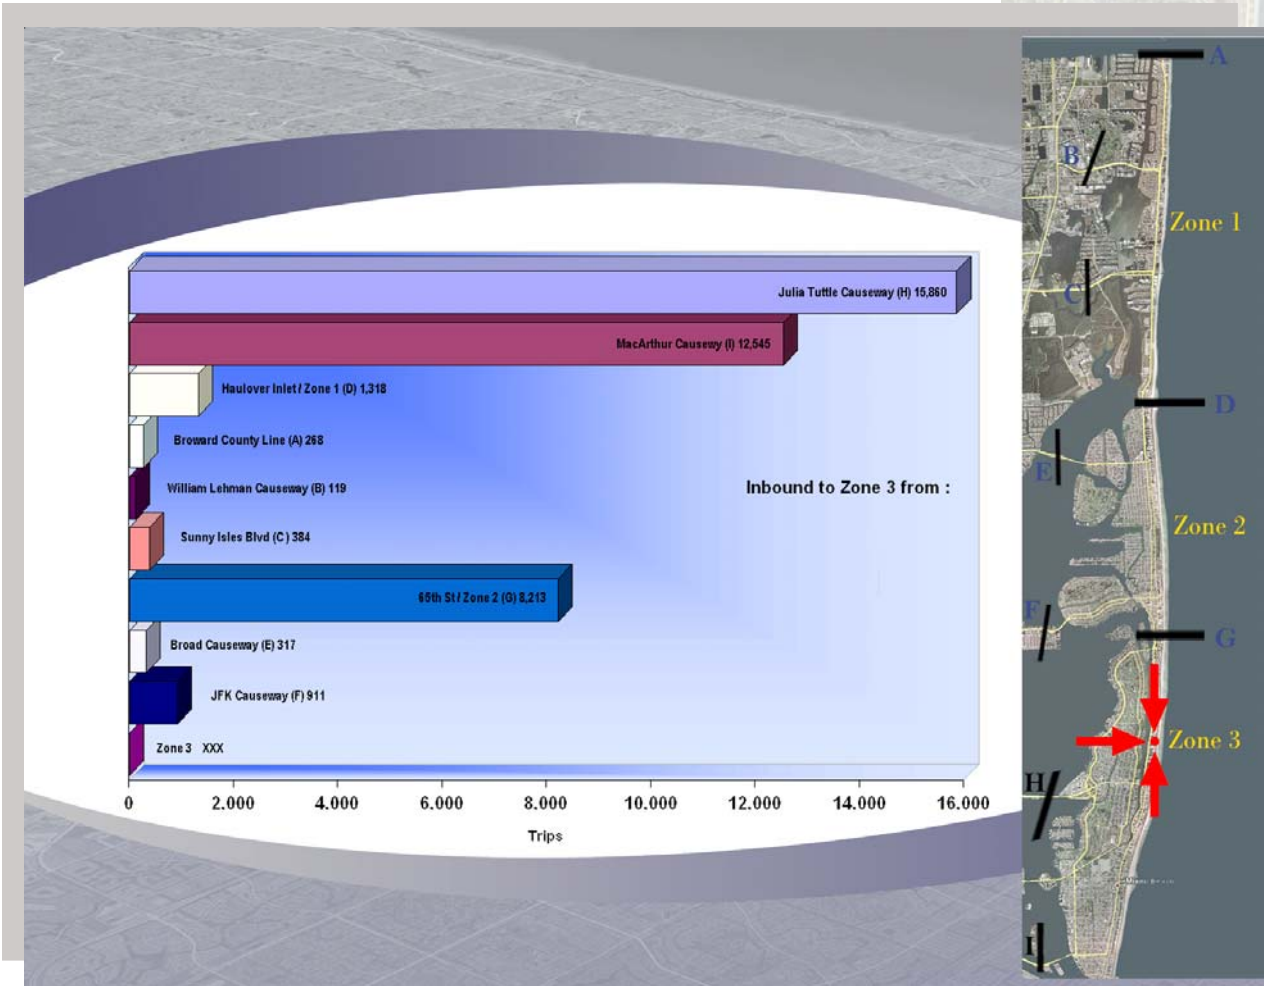 Julia Tuttle Causeway (H) 15,860
MacArthur Causewy (I) 12,545
Haulover Inlet / Zone 1 (D) 1,318
Broward County Line (A) 268
William Lehman Causeway (B) 119
Sunny Isles Blvd (C ) 384
65th St / Zone 2 (G) 8,213
Broad Causeway (E) 317
JFK Causeway (F) 911
Zone 3 XXX
Inbound to Zone 3 from :
0 2.000 4.000 6.000 8.000 10.000 12.000 14.000 16.000
Trips
A
B
Zone 1
C
D
E
Zone 2
F
G
Zone 3
H
I